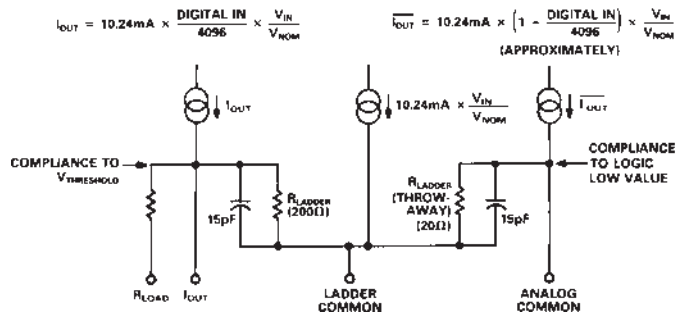 I_OUT = 10.24mA × DIGITAL IN / 4096 × V_IN / V_NOM
I̅_O̅U̅T̅ = 10.24mA × (1 - DIGITAL IN / 4096) × V_IN / V_NOM
(APPROXIMATELY)
I_OUT
10.24mA × V_IN / V_NOM
I̅_O̅U̅T̅
COMPLIANCE TO
V_THRESHOLD
COMPLIANCE
TO LOGIC
LOW VALUE
15pF
R_LADDER
(200Ω)
R_LADDER
(THROW-
AWAY)
(20Ω)
15pF
R_LOAD
I_OUT
LADDER
COMMON
ANALOG
COMMON